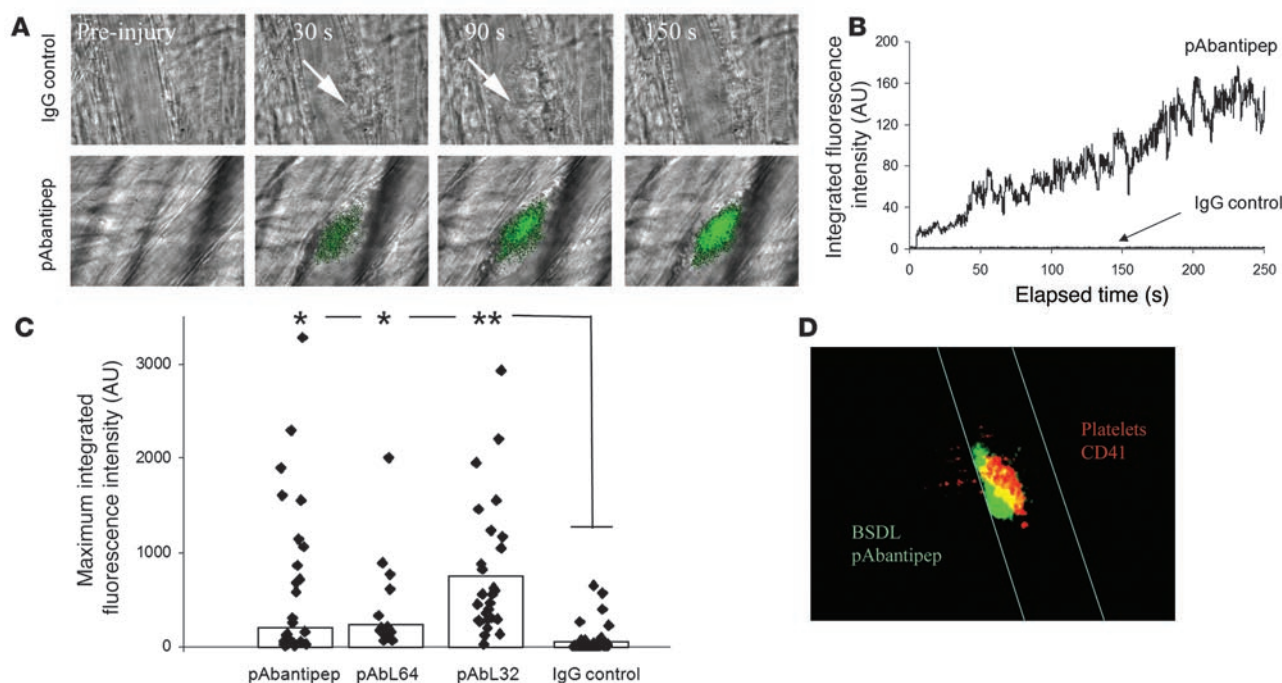 A
IgG control
Pre-injury
30 s
90 s
150 s
pAbantipep
B
Integrated fluorescence
intensity (AU)
200
160
120
80
40
0
pAbantipep
IgG control
0
50
100
150
200
250
Elapsed time (s)
C
* * **
Maximum integrated
fluorescence intensity (AU)
3000
2000
1000
0
pAbantipep
pAbL64
pAbL32
IgG control
D
Platelets
CD41
BSDL
pAbantipep